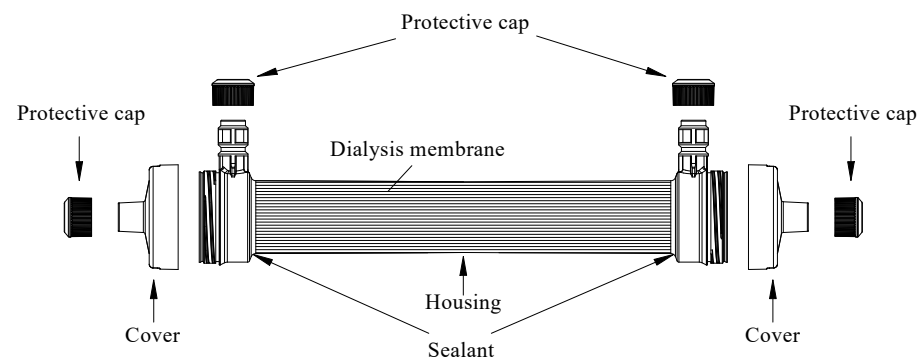 Protective cap
Protective cap
Protective cap
Dialysis membrane
Housing
Cover
Cover
Sealant